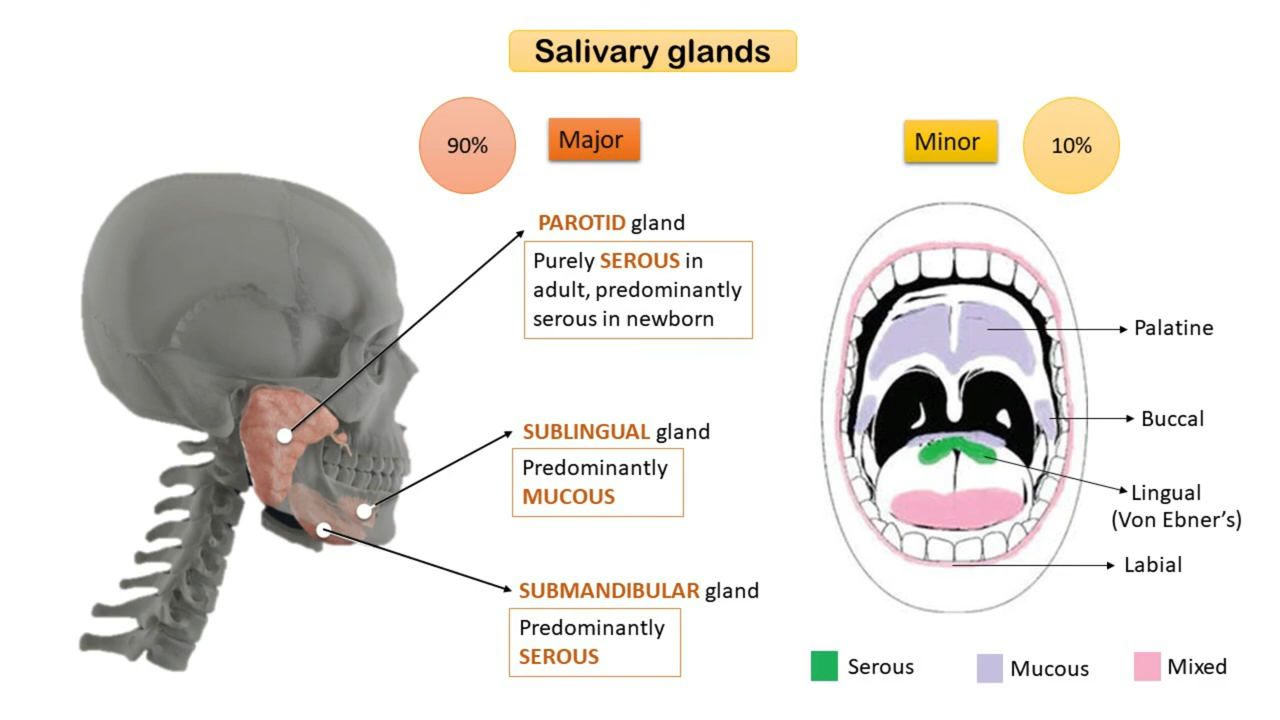 Salivary glands
90%
Major
Minor
10%
PAROTID gland
Purely SEROUS in
adult, predominantly
serous in newborn
SUBLINGUAL gland
Predominantly
MUCOUS
SUBMANDIBULAR gland
Predominantly
SEROUS
Palatine
Buccal
Lingual
(Von Ebner’s)
Labial
Serous
Mucous
Mixed